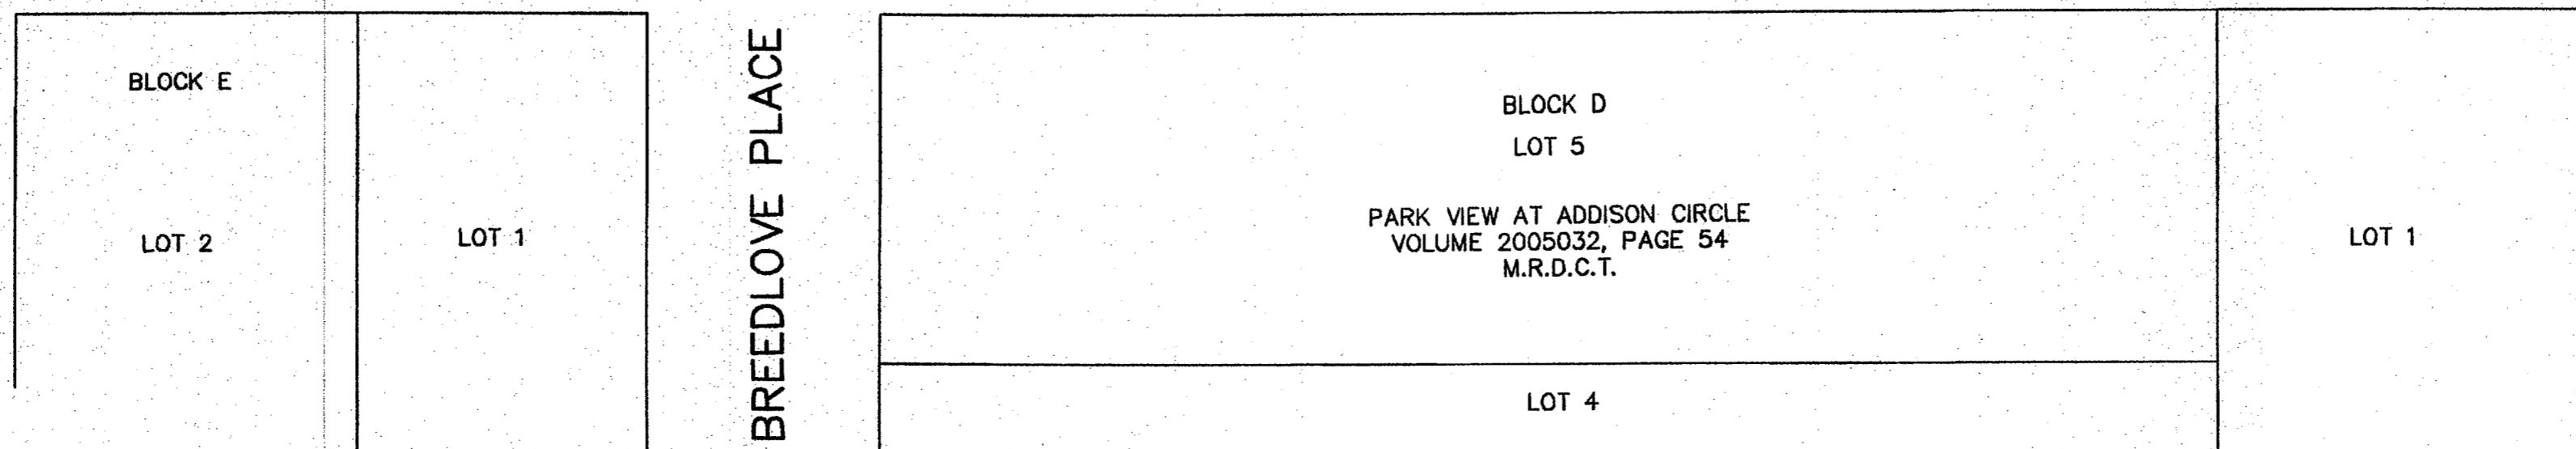 BLOCK E
LOT 2
LOT 1
BREEDLOVE PLACE
BLOCK D
LOT 5
PARK VIEW AT ADDISON CIRCLE
VOLUME 2005032, PAGE 54
M.R.D.C.T.
LOT 4
LOT 1